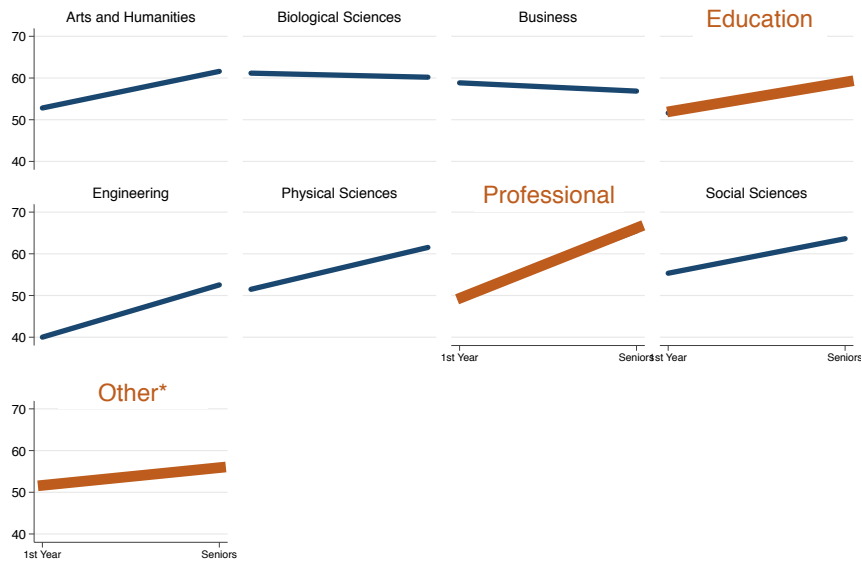 Arts and Humanities
Biological Sciences
Business
Education
70
60
50
40
Engineering
Physical Sciences
Professional
Social Sciences
70
60
50
40
1st Year
Seniors
1st Year
Seniors
Other*
70
60
50
40
1st Year
Seniors